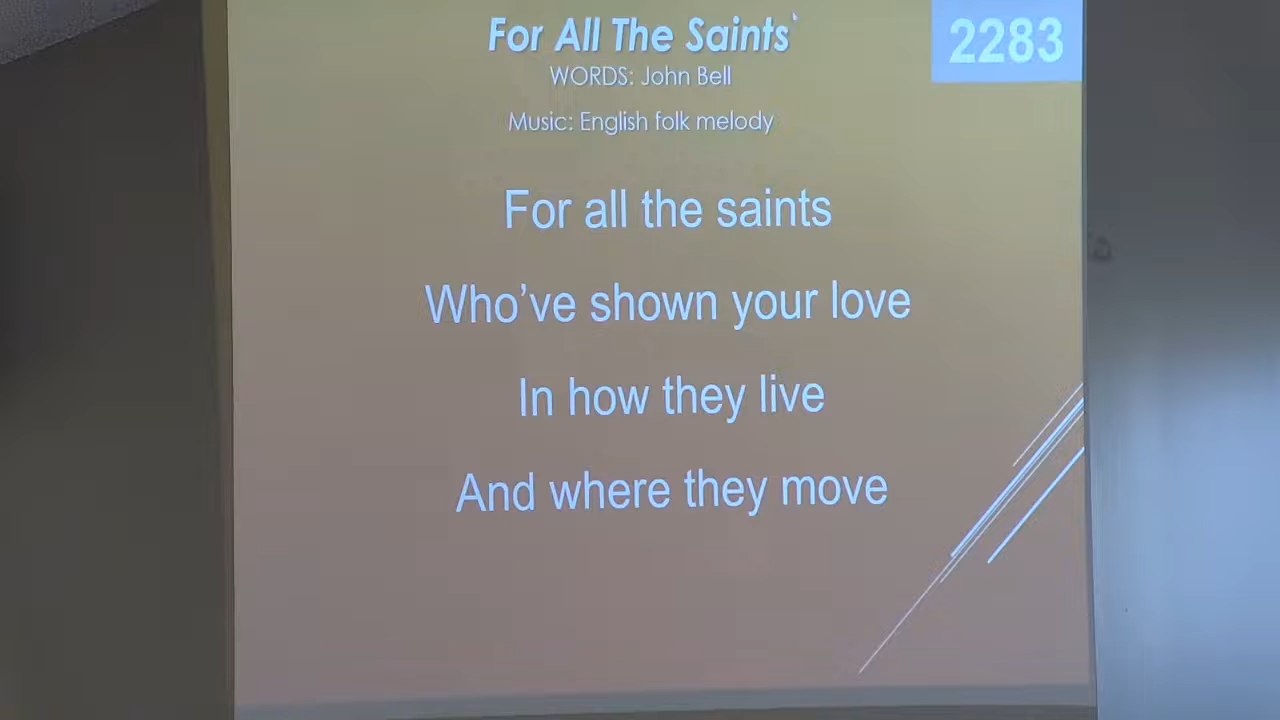 For All The Saints
2283
WORDS: John Bell
Music: English folk melody
For all the saints
Who’ve shown your love
In how they live
And where they move